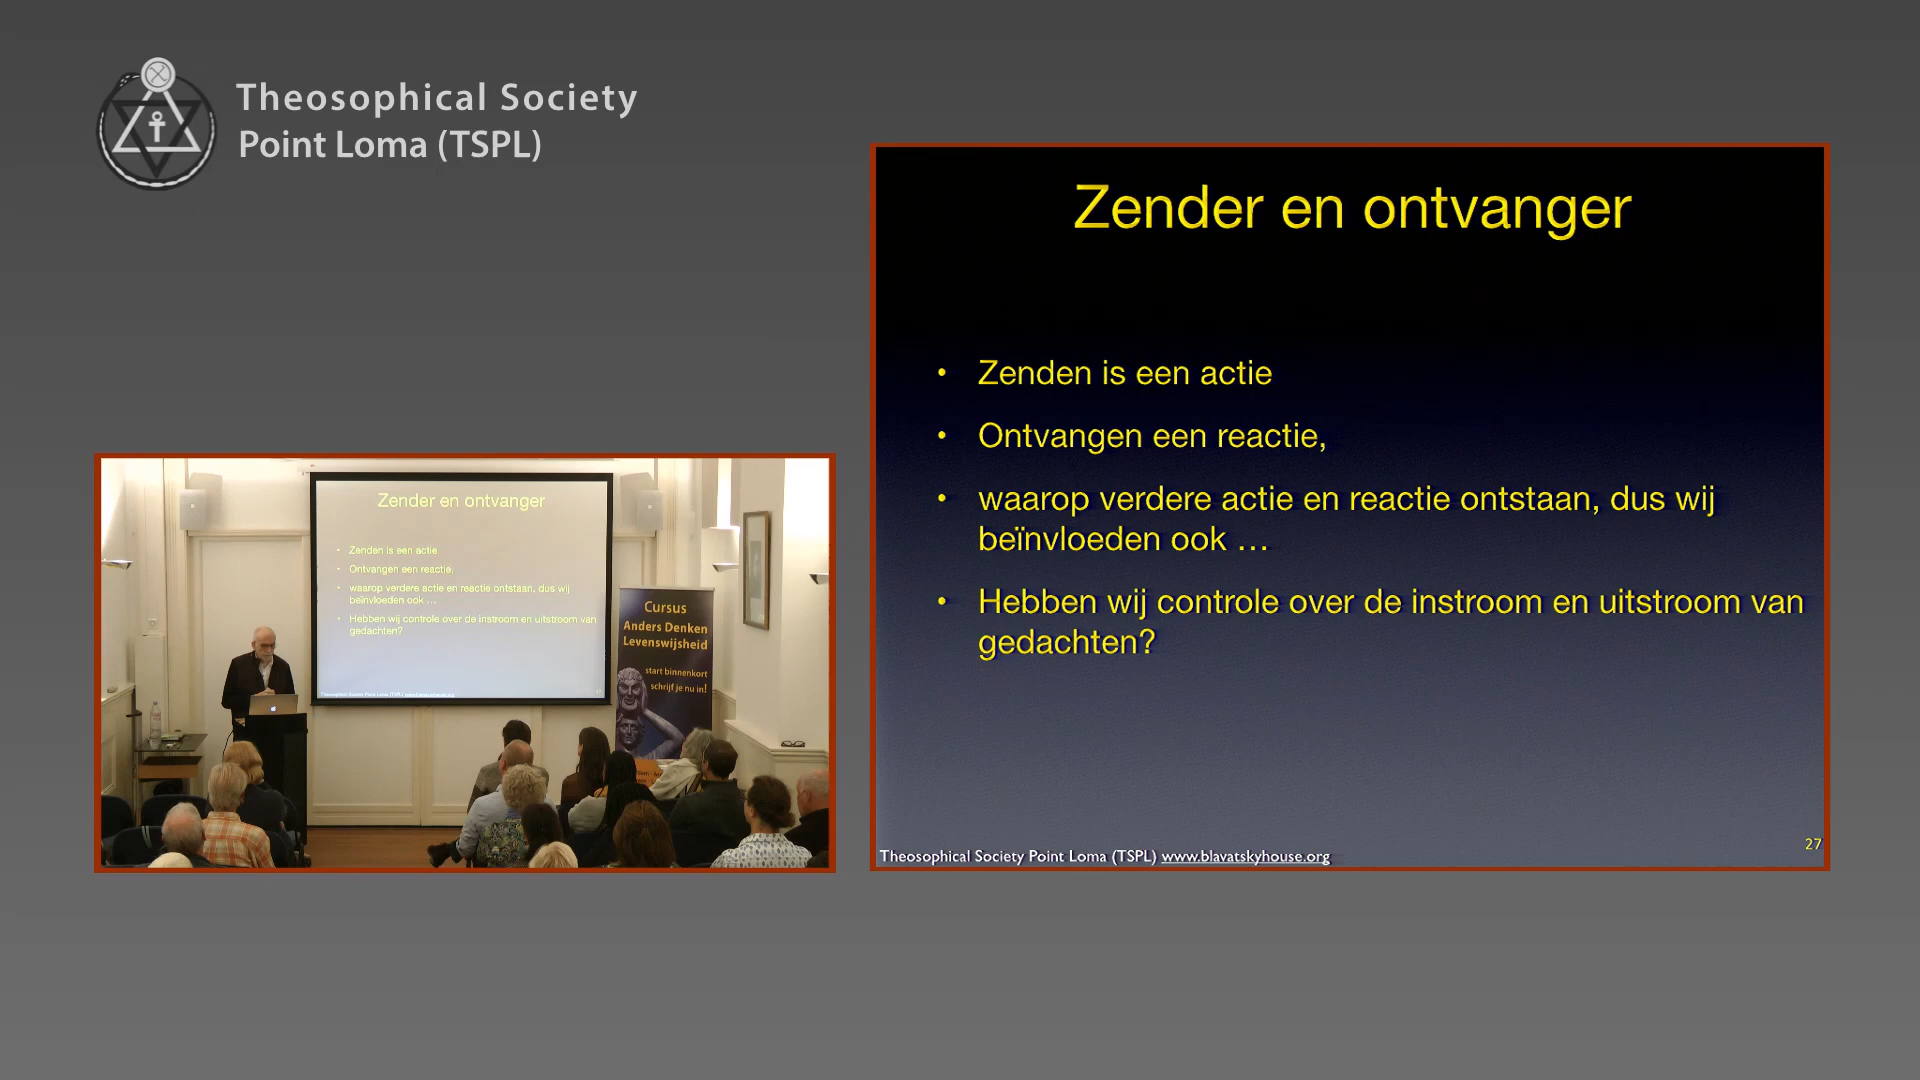 Theosophical Society
Point Loma (TSPL)
Zender en ontvanger
• Zenden is een actie
• Ontvangen een reactie,
• waarop verdere actie en reactie ontstaan, dus wij
beïnvloeden ook …
• Hebben wij controle over de instroom en uitstroom van
gedachten?
Theosophical Society Point Loma (TSPL) www.blavatskyhouse.org
27
Zender en ontvanger
• Zenden is een actie
• Ontvangen een reactie,
• waarop verdere actie en reactie ontstaan, dus wij
beïnvloeden ook …
• Hebben wij controle over de instroom en uitstroom van
gedachten?
Cursus
Anders Denken
Levenswijsheid
start binnenkort
schrijf je nu in!